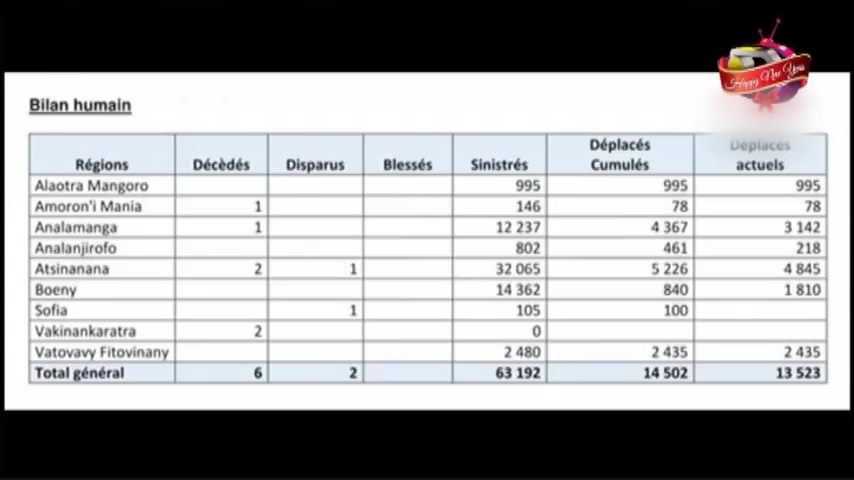 Happy New Year
Bilan humain
Régions Décèdés Disparus Blessés Sinistrés Déplacés Cumulés Déplacés actuels
Alaotra Mangoro 995 995 995
Amoron'i Mania 1 146 78 78
Analamanga 1 12 237 4 367 3 142
Analanjirofo 802 461 218
Atsinanana 2 1 32 065 5 226 4 845
Boeny 14 362 840 1 810
Sofia 1 105 100
Vakinankaratra 2 0
Vatovavy Fitovinany 2 480 2 435 2 435
Total général 6 2 63 192 14 502 13 523